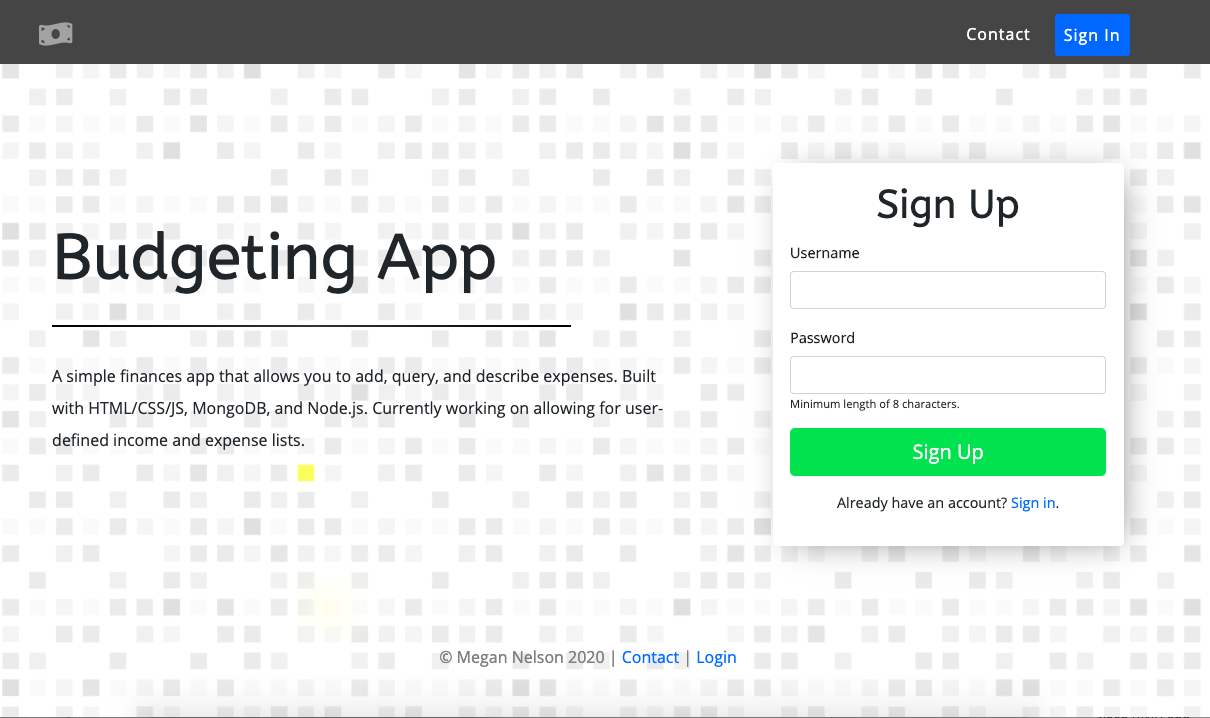 Contact
Sign In
Budgeting App
A simple finances app that allows you to add, query, and describe expenses. Built
with HTML/CSS/JS, MongoDB, and Node.js. Currently working on allowing for user-
defined income and expense lists.
Sign Up
Username
Password
Minimum length of 8 characters.
Sign Up
Already have an account? Sign in.
© Megan Nelson 2020 | Contact | Login